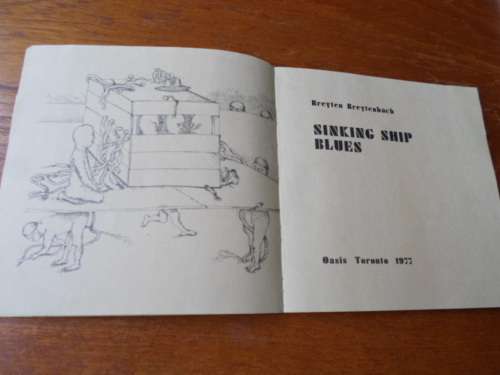 Breyten Breytenbach
SINKING SHIP
BLUES
Oasis Toronto 1977